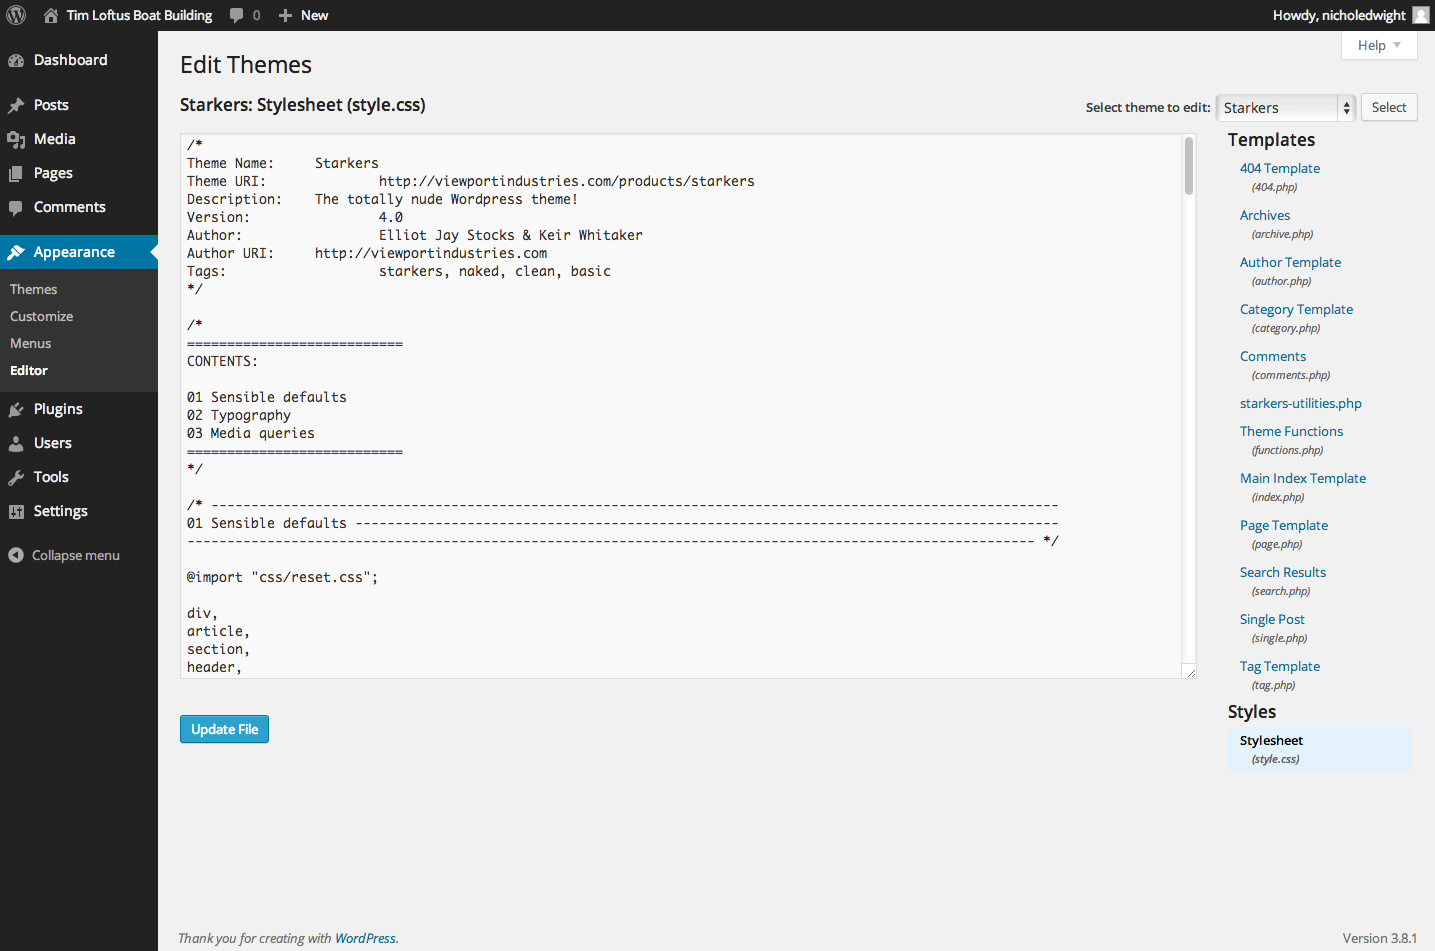 Tim Loftus Boat Building 0 New Howdy, nicholedwight
Help
Dashboard
Posts
Media
Pages
Comments
Appearance
Themes
Customize
Menus
Editor
Plugins
Users
Tools
Settings
Collapse menu
Edit Themes
Starkers: Stylesheet (style.css)
Select theme to edit: Starkers Select
/*
Theme Name: Starkers
Theme URI: http://viewportindustries.com/products/starkers
Description: The totally nude Wordpress theme!
Version: 4.0
Author: Elliot Jay Stocks & Keir Whitaker
Author URI: http://viewportindustries.com
Tags: starkers, naked, clean, basic
*/
/*
===========================
CONTENTS:
01 Sensible defaults
02 Typography
03 Media queries
===========================
*/
/* ----------------------------------------------------------------------------------------------------------
01 Sensible defaults ----------------------------------------------------------------------------------------
---------------------------------------------------------------------------------------------------------- */
@import "css/reset.css";
div,
article,
section,
header,
Update File
Templates
404 Template
(404.php)
Archives
(archive.php)
Author Template
(author.php)
Category Template
(category.php)
Comments
(comments.php)
starkers-utilities.php
Theme Functions
(functions.php)
Main Index Template
(index.php)
Page Template
(page.php)
Search Results
(search.php)
Single Post
(single.php)
Tag Template
(tag.php)
Styles
Stylesheet
(style.css)
Thank you for creating with WordPress.
Version 3.8.1